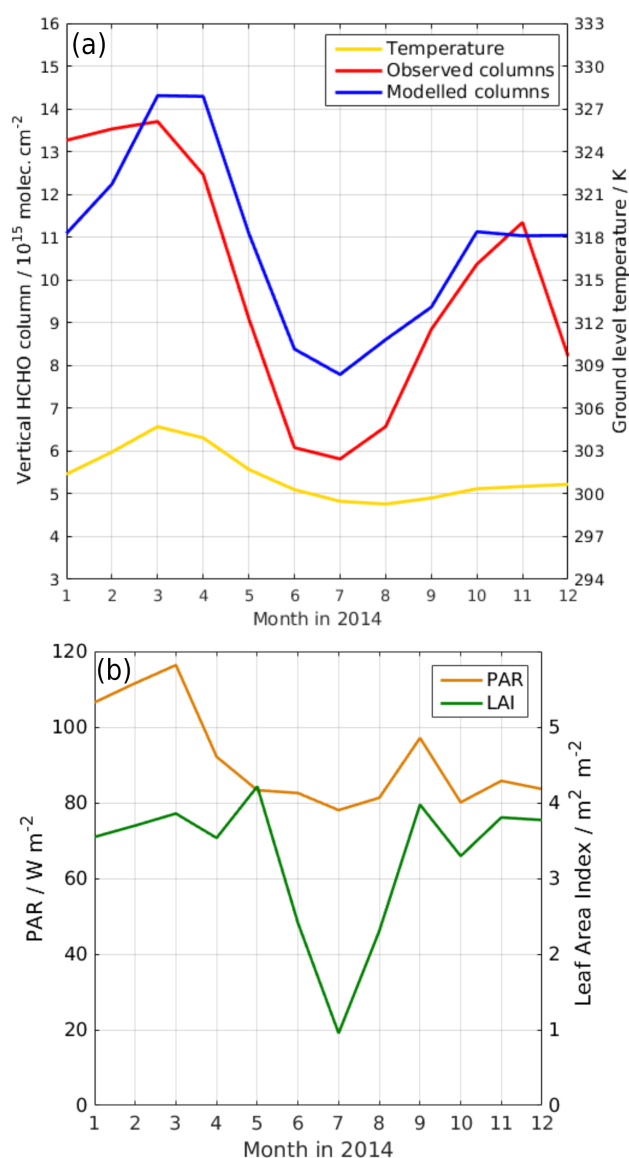 (a)
Temperature
Observed columns
Modelled columns
16
15
14
13
12
11
10
9
8
7
6
5
4
3
333
330
327
324
321
318
315
312
309
306
303
300
297
294
Vertical HCHO column / 10¹⁵ molec. cm⁻²
Ground level temperature / K
1 2 3 4 5 6 7 8 9 10 11 12
Month in 2014
(b)
PAR
LAI
120
100
80
60
40
20
0
5
4
3
2
1
0
PAR / W m⁻²
Leaf Area Index / m² m⁻²
1 2 3 4 5 6 7 8 9 10 11 12
Month in 2014